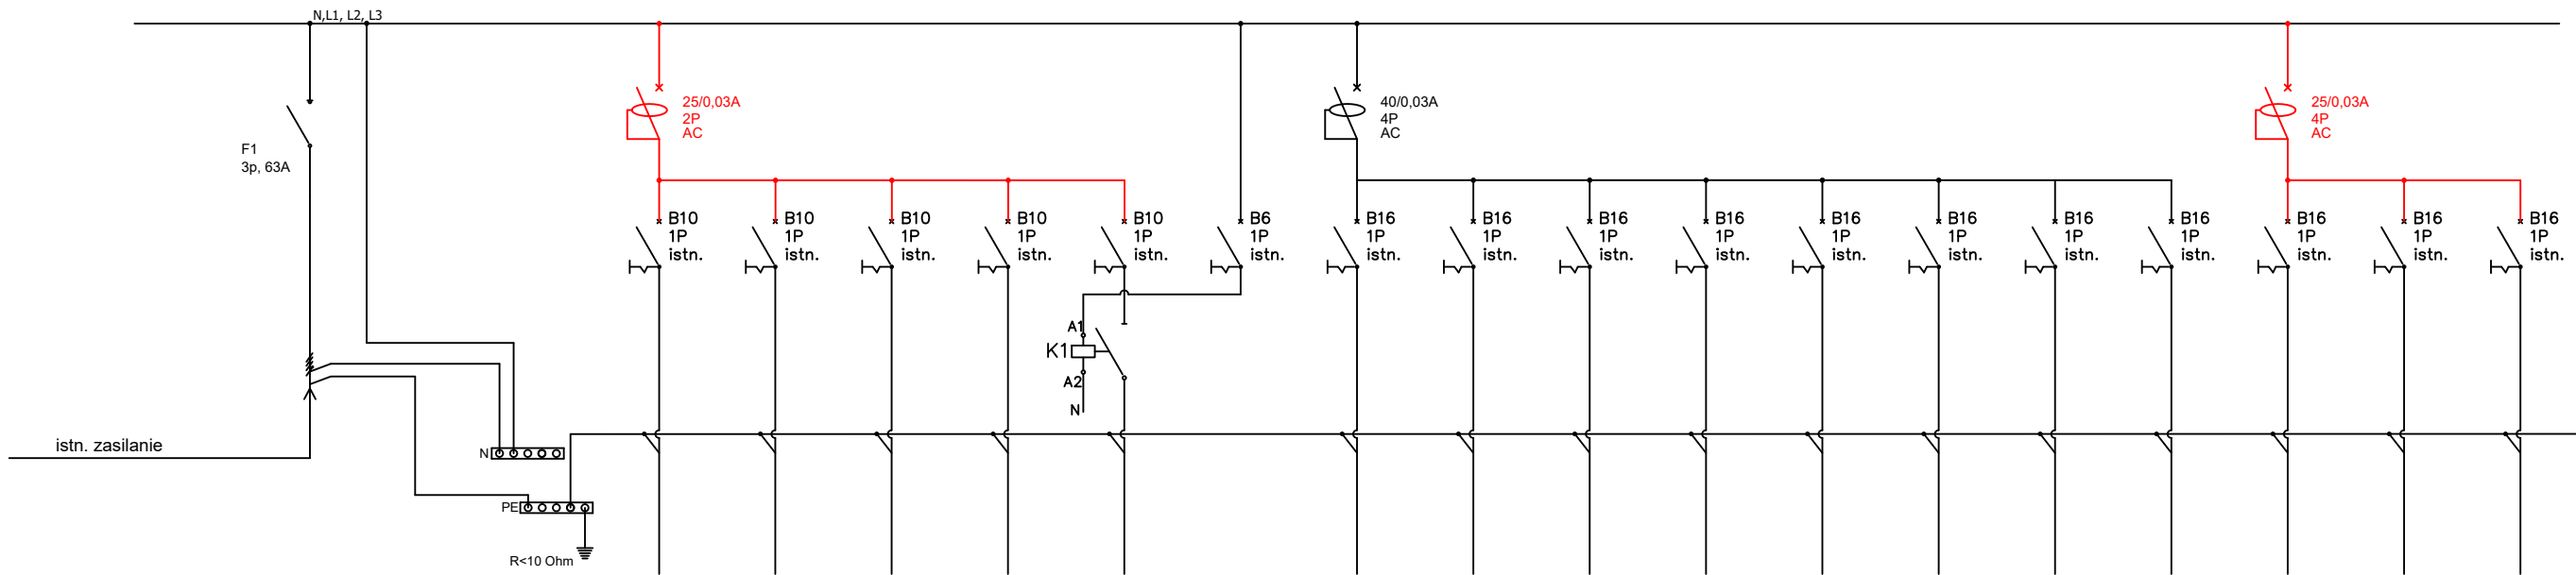 N,L1, L2, L3
25/0,03A
2P
AC
40/0,03A
4P
AC
25/0,03A
4P
AC
F1
3p, 63A
B10
1P
istn.
B10
1P
istn.
B10
1P
istn.
B10
1P
istn.
B10
1P
istn.
B6
1P
istn.
B16
1P
istn.
B16
1P
istn.
B16
1P
istn.
B16
1P
istn.
B16
1P
istn.
B16
1P
istn.
B16
1P
istn.
B16
1P
istn.
B16
1P
istn.
B16
1P
istn.
B16
1P
istn.
A1
K1
A2
N
istn. zasilanie
N
PE
R<10 Ohm